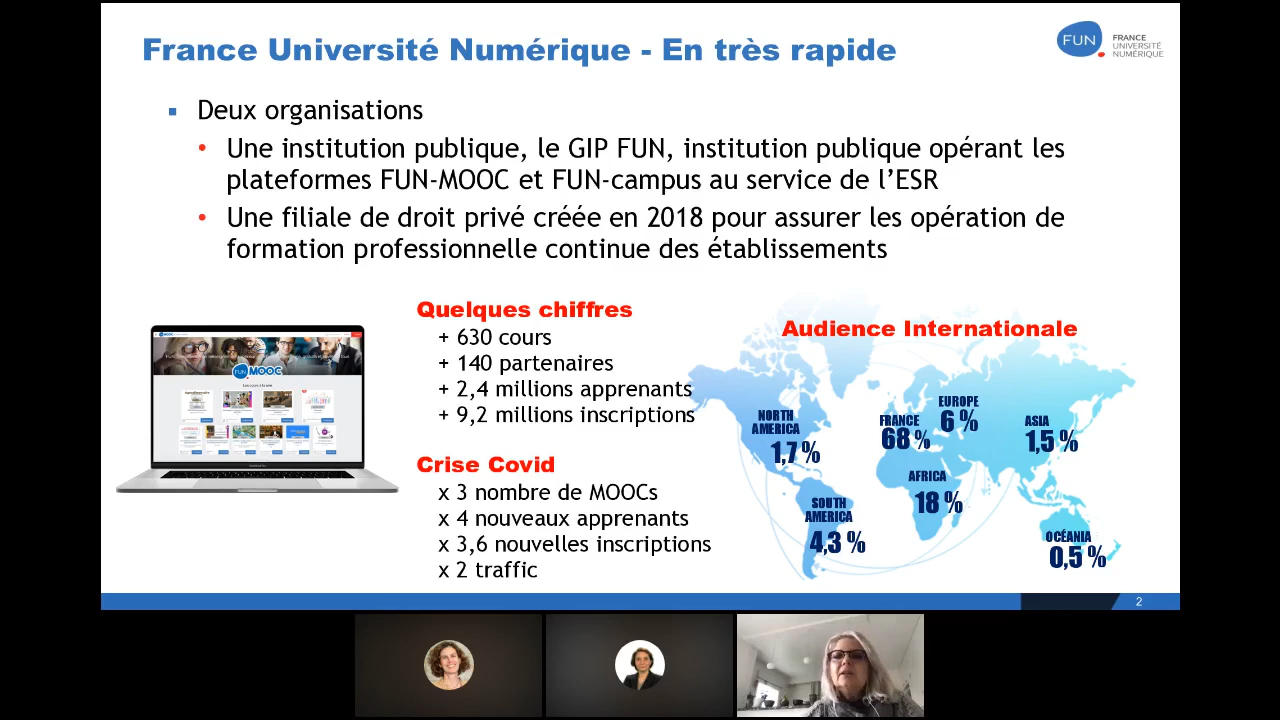 France Université Numérique - En très rapide
FUN
FRANCE
UNIVERSITÉ
NUMÉRIQUE
Deux organisations
Une institution publique, le GIP FUN, institution publique opérant les
plateformes FUN-MOOC et FUN-campus au service de l’ESR
Une filiale de droit privé créée en 2018 pour assurer les opération de
formation professionnelle continue des établissements
FUN MOOC
Quelques chiffres
+ 630 cours
+ 140 partenaires
+ 2,4 millions apprenants
+ 9,2 millions inscriptions
Crise Covid
x 3 nombre de MOOCs
x 4 nouveaux apprenants
x 3,6 nouvelles inscriptions
x 2 traffic
Audience Internationale
NORTH
AMERICA
1,7 %
FRANCE
68 %
EUROPE
6 %
ASIA
1,5 %
AFRICA
18 %
SOUTH
AMERICA
4,3 %
OCÉANIA
0,5 %
2